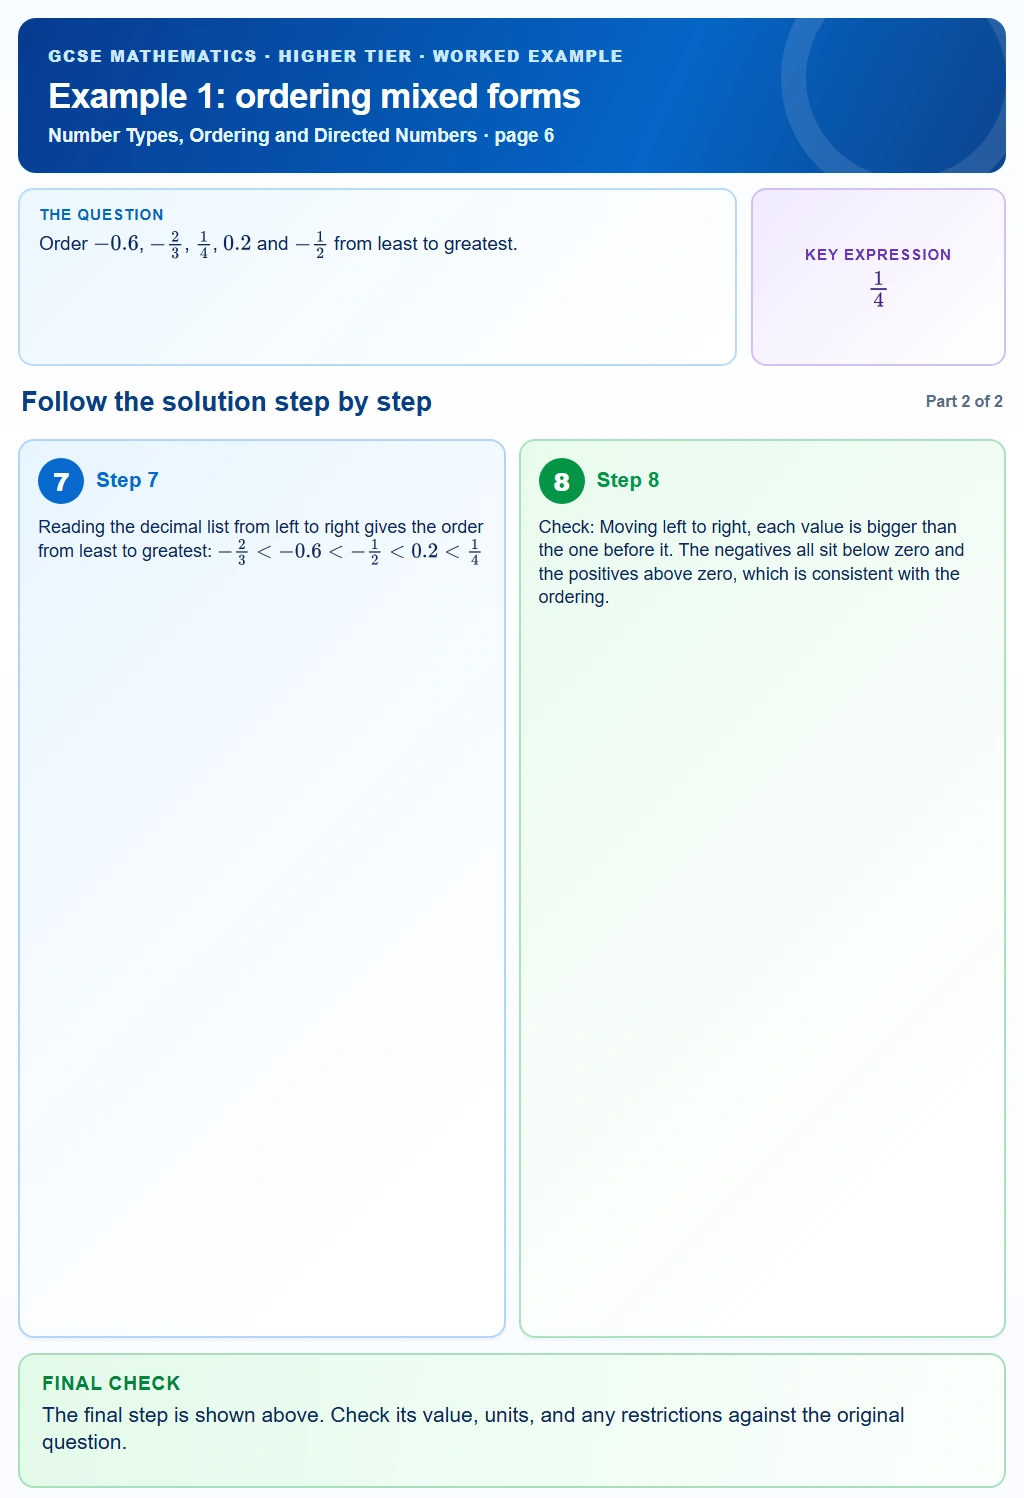 GCSE MATHEMATICS · HIGHER TIER · WORKED EXAMPLE
Example 1: ordering mixed forms
Number Types, Ordering and Directed Numbers · page 6
THE QUESTION
Order −0.6, −2/3, 1/4, 0.2 and −1/2 from least to greatest.
KEY EXPRESSION
1/4
Follow the solution step by step
Part 2 of 2
7 Step 7
Reading the decimal list from left to right gives the order
from least to greatest: −2/3 < −0.6 < −1/2 < 0.2 < 1/4
8 Step 8
Check: Moving left to right, each value is bigger than
the one before it. The negatives all sit below zero and
the positives above zero, which is consistent with the
ordering.
FINAL CHECK
The final step is shown above. Check its value, units, and any restrictions against the original
question.